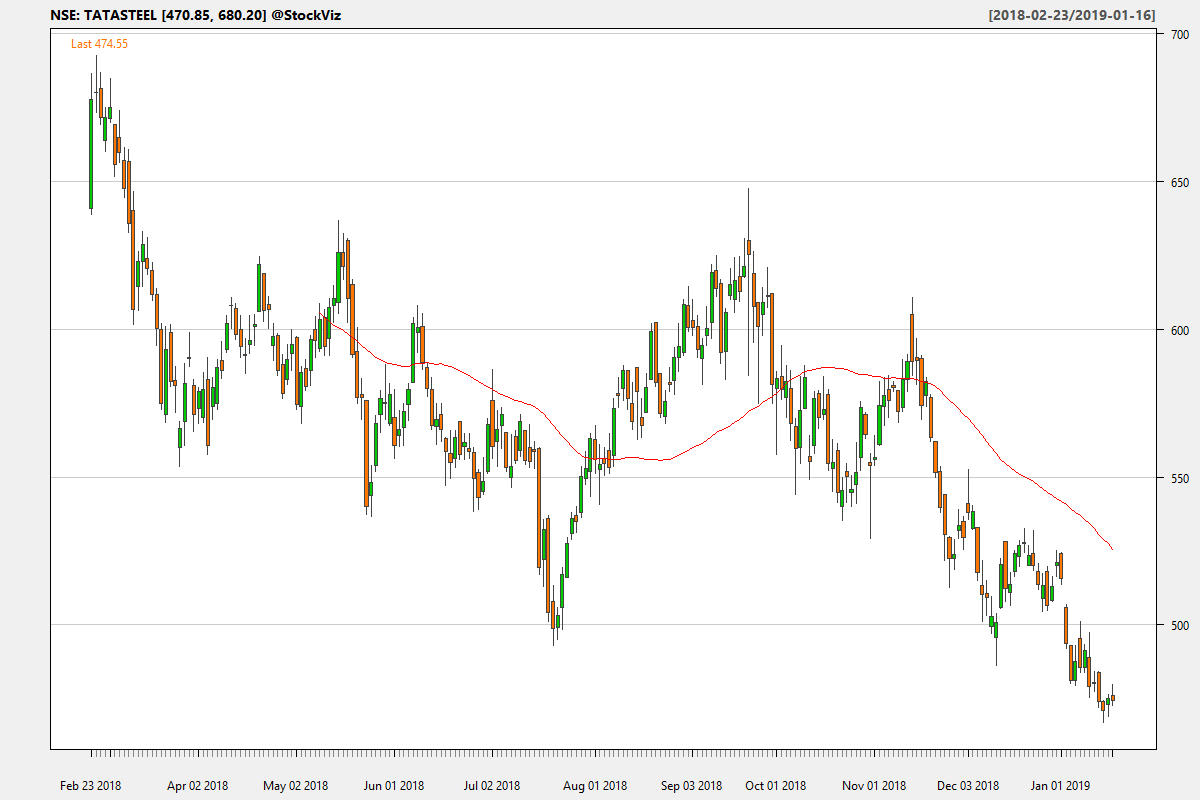 NSE: TATASTEEL [470.85, 680.20] @StockViz [2018-02-23/2019-01-16]
Last 474.55
700
650
600
550
500
Feb 23 2018 Apr 02 2018 May 02 2018 Jun 01 2018 Jul 02 2018 Aug 01 2018 Sep 03 2018 Oct 01 2018 Nov 01 2018 Dec 03 2018 Jan 01 2019